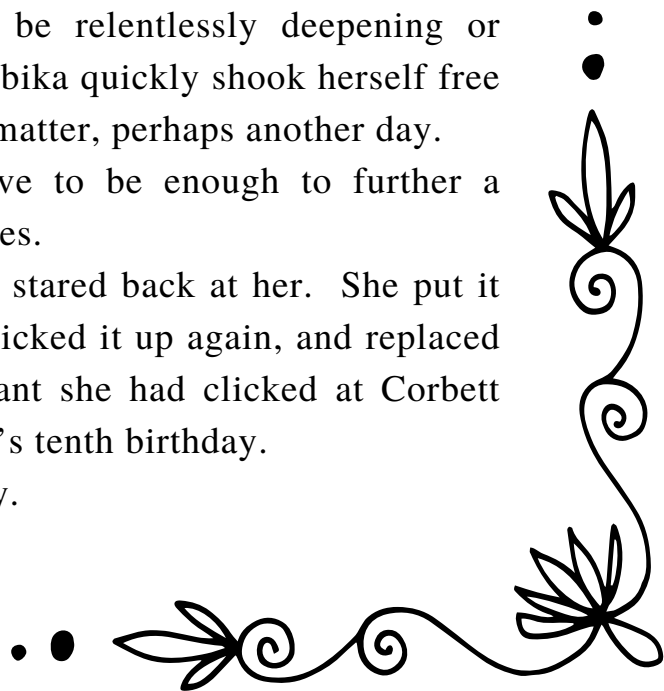 be relentlessly deepening or
bika quickly shook herself free
matter, perhaps another day.
ve to be enough to further a
es.
stared back at her. She put it
icked it up again, and replaced
ant she had clicked at Corbett
’s tenth birthday.
y.